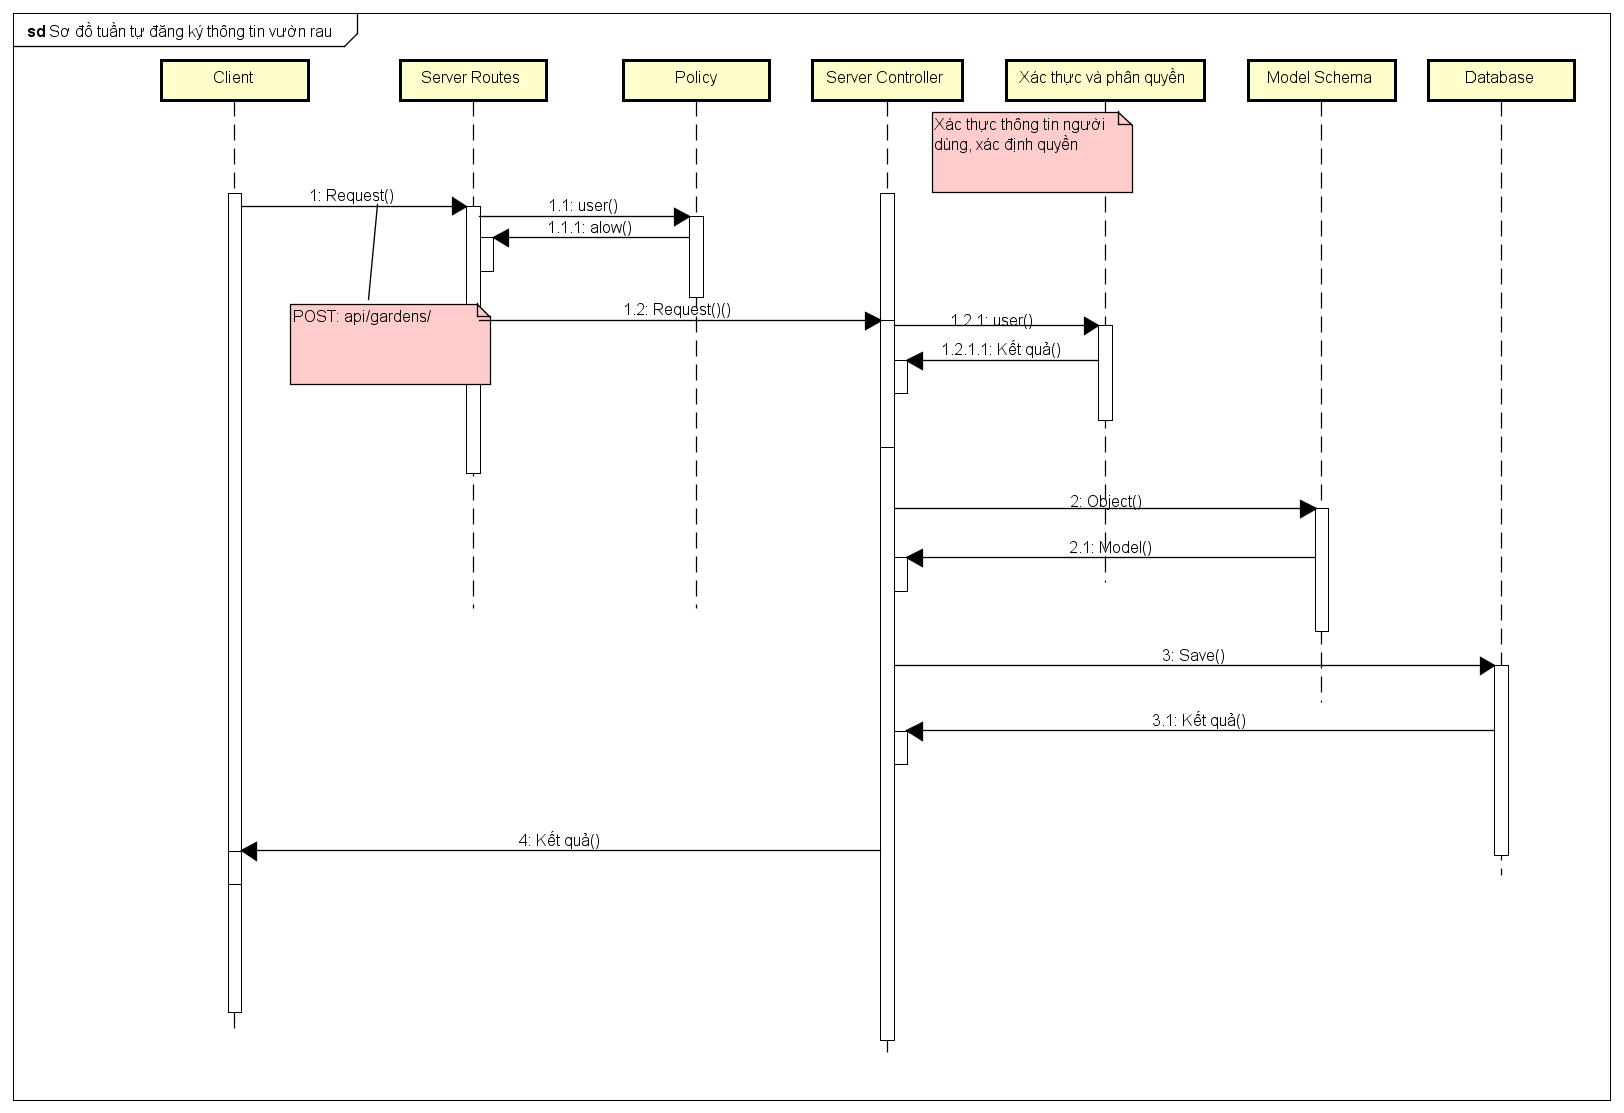 sd Sơ đồ tuần tự đăng ký thông tin vườn rau
Client
Server Routes
Policy
Server Controller
Xác thực và phân quyền
Model Schema
Database
Xác thực thông tin người
dùng, xác định quyền
1: Request()
1.1: user()
1.1.1: alow()
POST: api/gardens/
1.2: Request()()
1.2.1: user()
1.2.1.1: Kết quả()
2: Object()
2.1: Model()
3: Save()
3.1: Kết quả()
4: Kết quả()